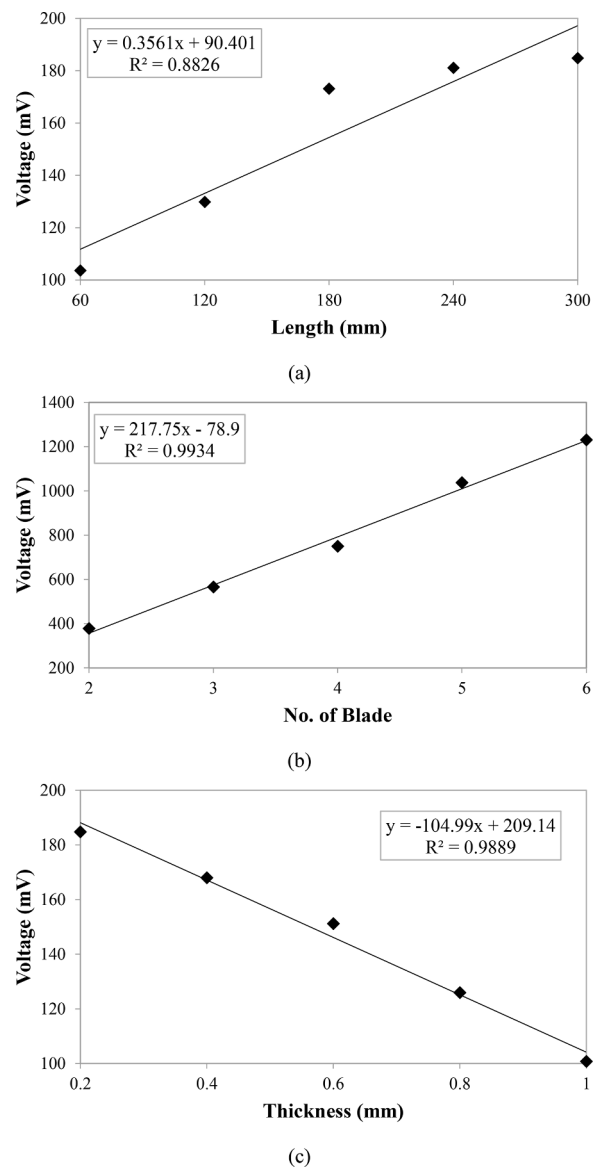 200
180
160
140
120
100
Voltage (mV)
y = 0.3561x + 90.401
R² = 0.8826
60 120 180 240 300
Length (mm)
(a)
1400
1200
1000
800
600
400
200
Voltage (mV)
y = 217.75x - 78.9
R² = 0.9934
2 3 4 5 6
No. of Blade
(b)
200
180
160
140
120
100
Voltage (mV)
y = -104.99x + 209.14
R² = 0.9889
0.2 0.4 0.6 0.8 1
Thickness (mm)
(c)